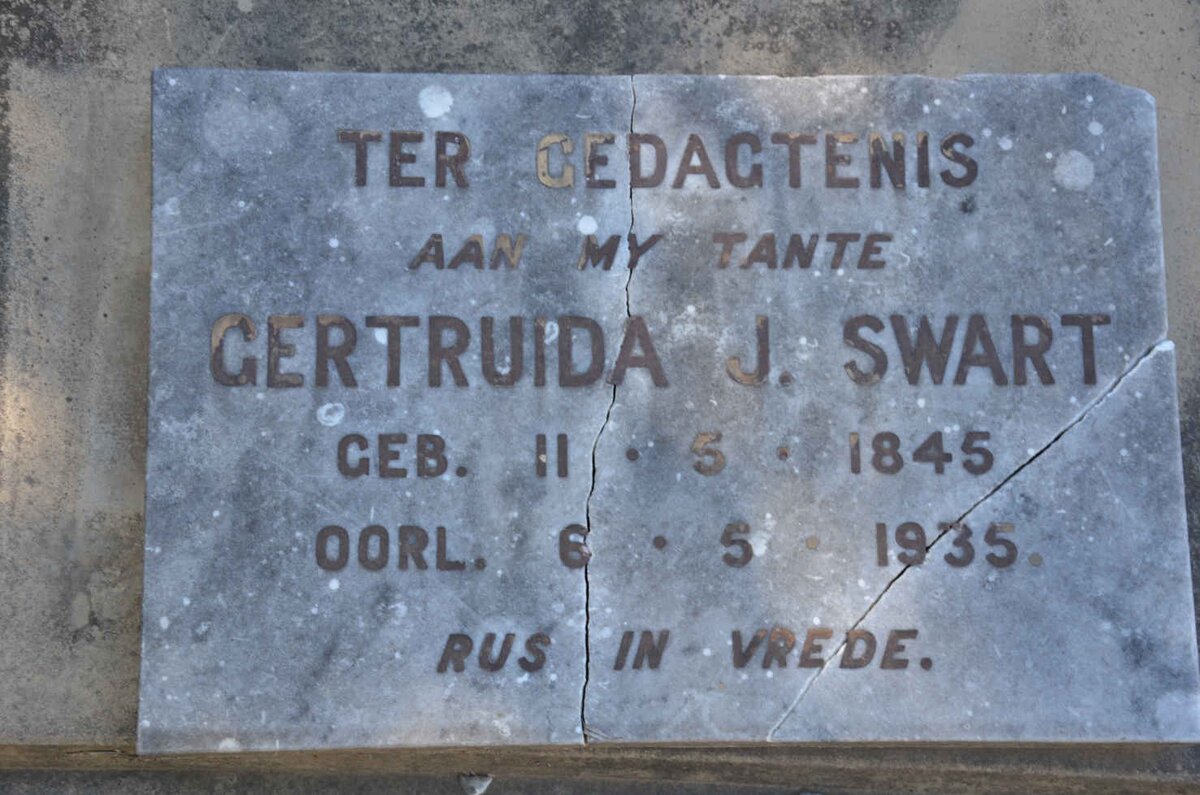 TER GEDAGTENIS
AAN MY TANTE
GERTRUIDA J. SWART
GEB. 11 · 5 · 1845
OORL. 6 · 5 · 1935.
RUS IN VREDE.